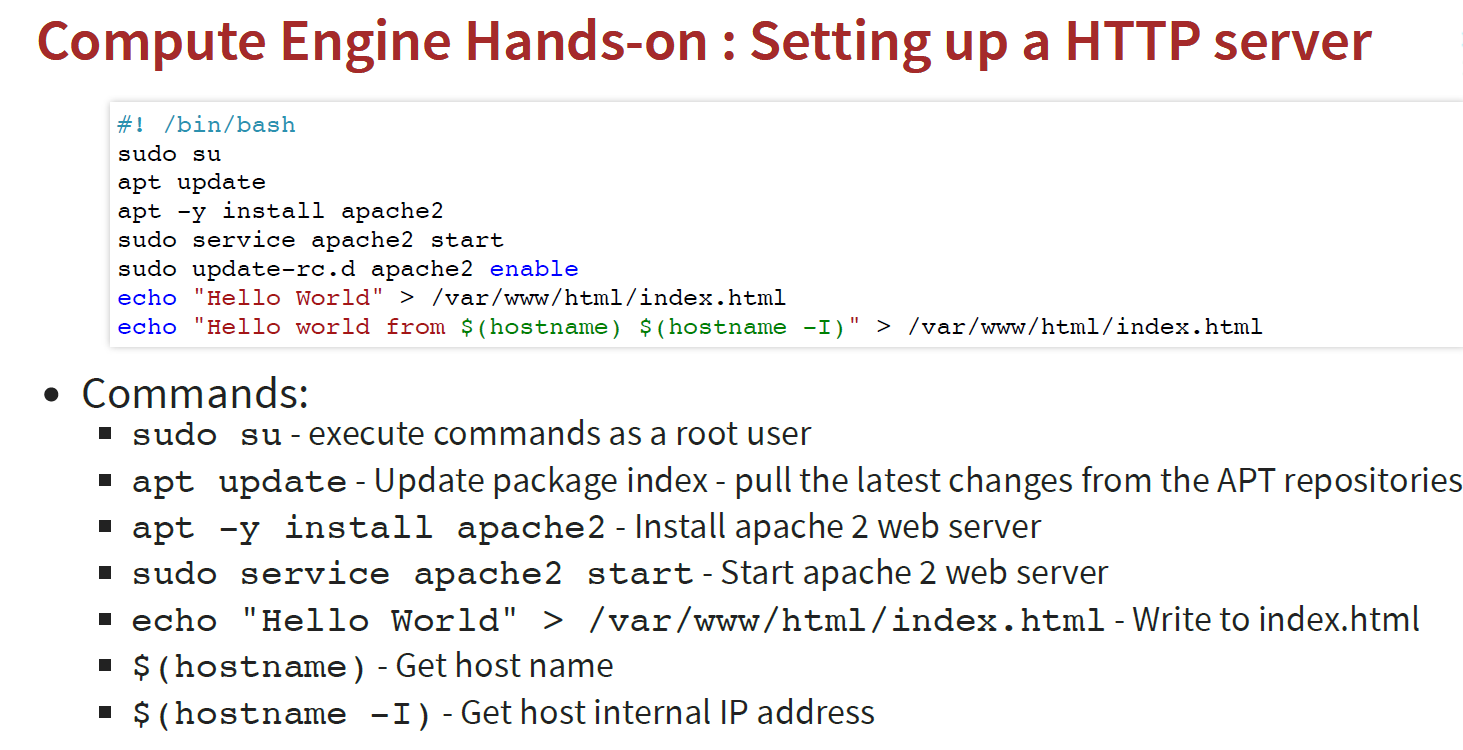 Compute Engine Hands-on : Setting up a HTTP server
#! /bin/bash
sudo su
apt update
apt -y install apache2
sudo service apache2 start
sudo update-rc.d apache2 enable
echo "Hello World" > /var/www/html/index.html
echo "Hello world from $(hostname) $(hostname -I)" > /var/www/html/index.html
• Commands:
▪ sudo su - execute commands as a root user
▪ apt update - Update package index - pull the latest changes from the APT repositories
▪ apt -y install apache2 - Install apache 2 web server
▪ sudo service apache2 start - Start apache 2 web server
▪ echo "Hello World" > /var/www/html/index.html - Write to index.html
▪ $(hostname) - Get host name
▪ $(hostname -I) - Get host internal IP address